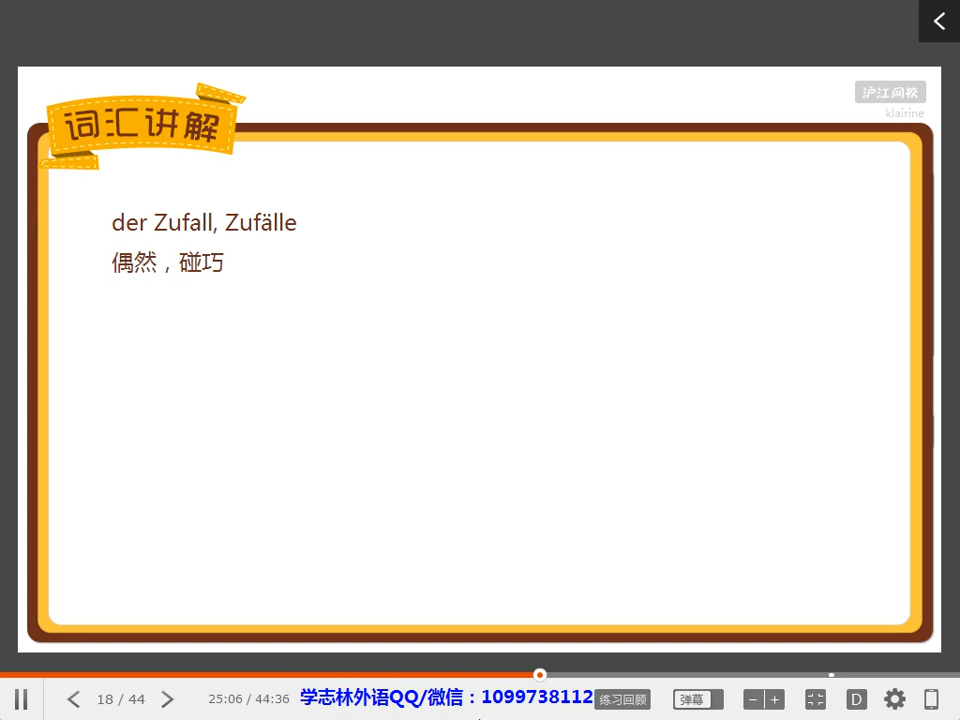 沪江网校
klairine
词汇讲解
der Zufall, Zufälle
偶然，碰巧
18 / 44
25:06 / 44:36
学志林外语QQ/微信：1099738112
练习回顾
弹幕
D